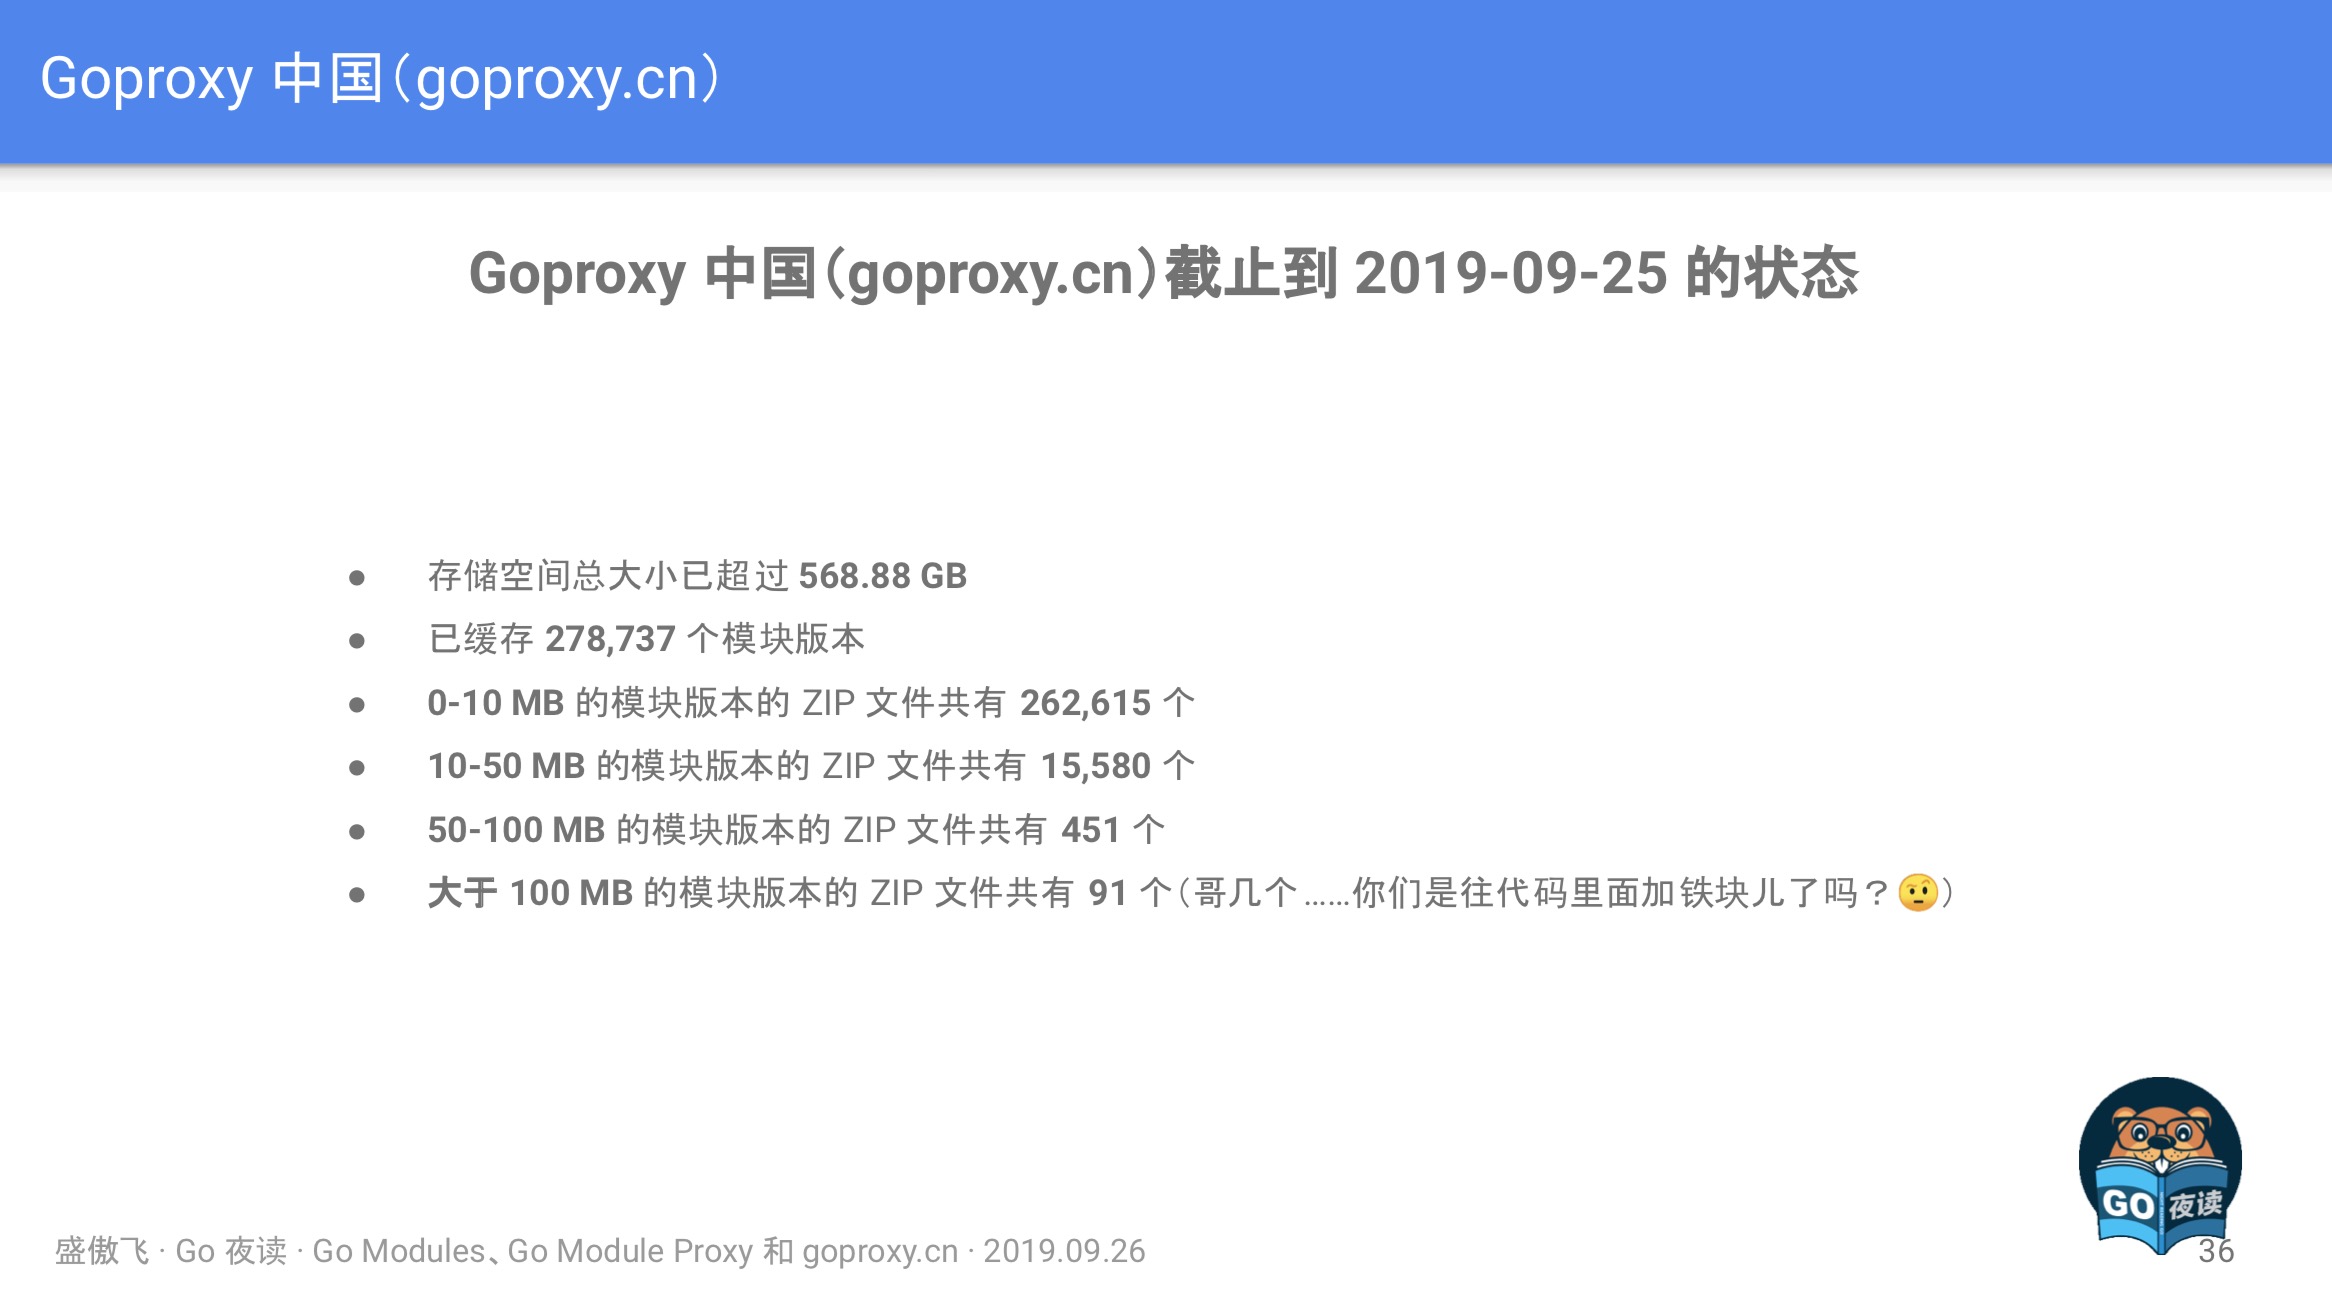 Goproxy 中国（goproxy.cn）
Goproxy 中国（goproxy.cn）截止到 2019-09-25 的状态
● 存储空间总大小已超过 568.88 GB
● 已缓存 278,737 个模块版本
● 0-10 MB 的模块版本的 ZIP 文件共有 262,615 个
● 10-50 MB 的模块版本的 ZIP 文件共有 15,580 个
● 50-100 MB 的模块版本的 ZIP 文件共有 451 个
● 大于 100 MB 的模块版本的 ZIP 文件共有 91 个（哥几个……你们是往代码里面加铁块儿了吗？🤨）
GO 夜读
盛傲飞 · Go 夜读 · Go Modules、Go Module Proxy 和 goproxy.cn · 2019.09.26
36